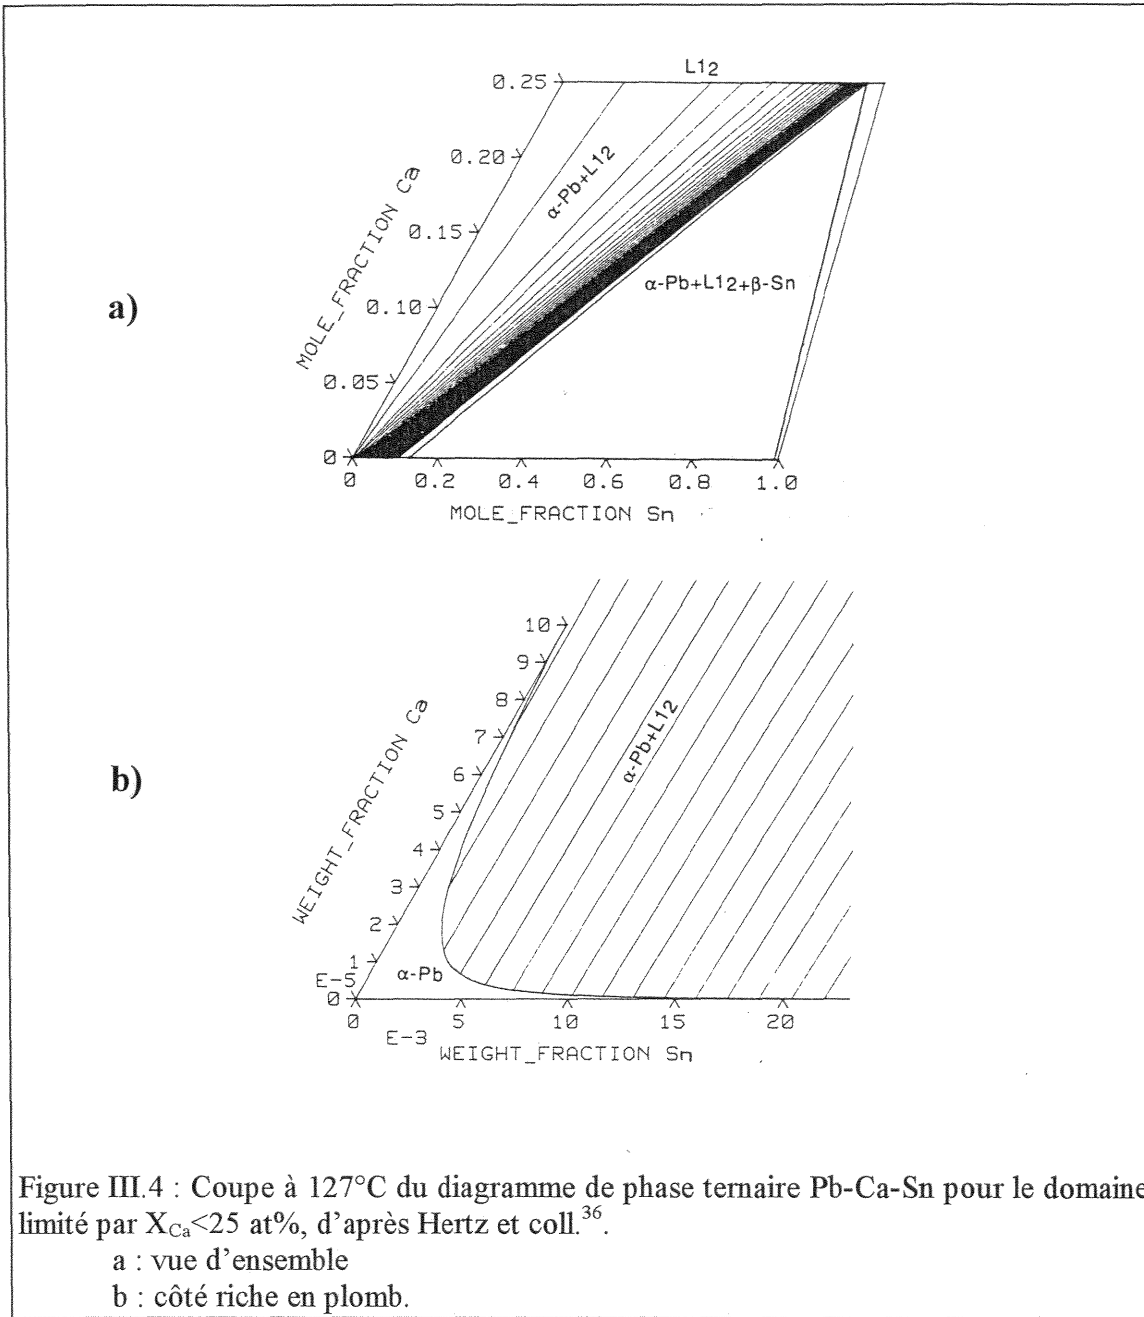 a)
L12
0.25
0.20
0.15
0.10
0.05
0
MOLE_FRACTION Ca
α-Pb+L12
α-Pb+L12+β-Sn
0 0.2 0.4 0.6 0.8 1.0
MOLE_FRACTION Sn
b)
10
9
8
7
6
5
4
3
2
1
E-5
0
WEIGHT_FRACTION Ca
α-Pb+L12
α-Pb
0 5 10 15 20
E-3
WEIGHT_FRACTION Sn
Figure III.4 : Coupe à 127°C du diagramme de phase ternaire Pb-Ca-Sn pour le domaine
limité par XCa<25 at%, d'après Hertz et coll.36.
a : vue d'ensemble
b : côté riche en plomb.